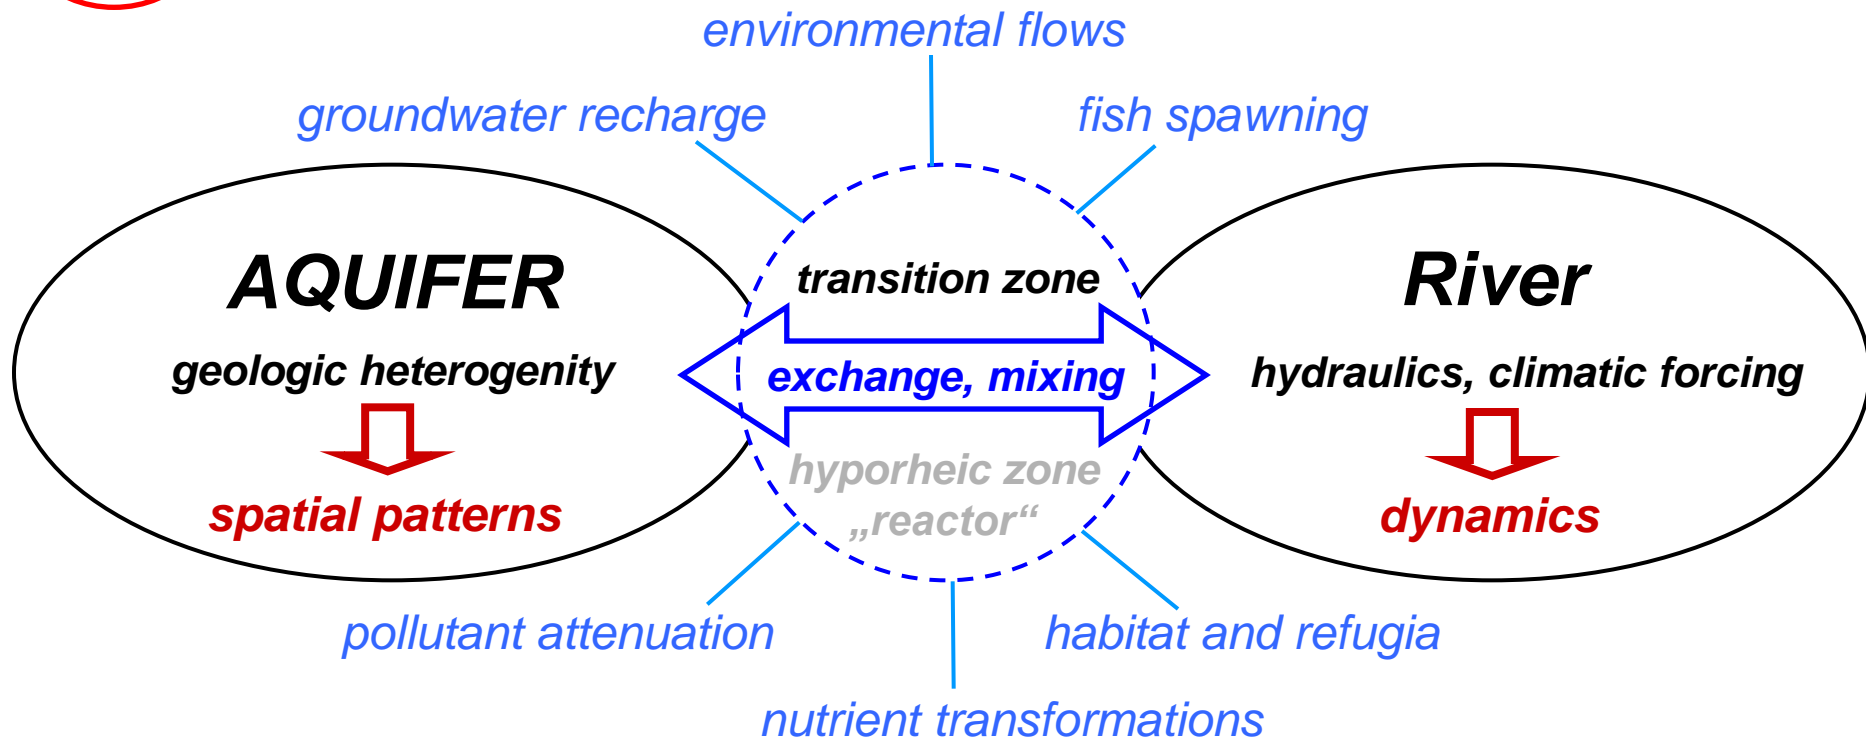 environmental flows
groundwater recharge
fish spawning
transition zone
AQUIFER
River
geologic heterogenity
exchange, mixing
hydraulics, climatic forcing
hyporheic zone
„reactor“
spatial patterns
dynamics
pollutant attenuation
habitat and refugia
nutrient transformations